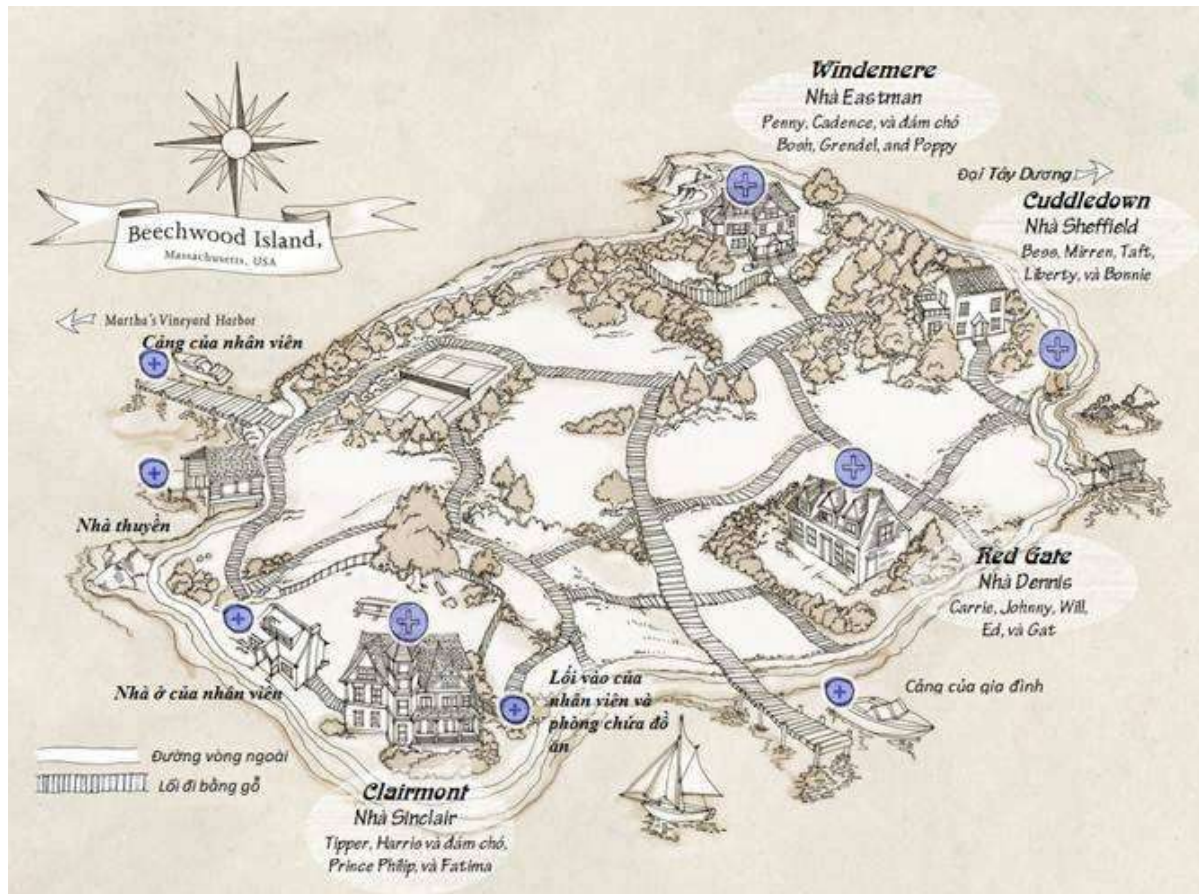 Windemere
Nhà Eastman
Penny, Cadence, và đám chó
Bosh, Grendel, and Poppy
Đại Tây Dương
Cuddledown
Nhà Sheffield
Bess, Mirren, Taft,
Liberty, và Bonnie
Beechwood Island,
Massachusetts, USA
Martha's Vineyard Harbor
Cảng của nhân viên
Nhà thuyền
Red Gate
Nhà Dennis
Carrie, Johnny, Will,
Ed, và Gat
Nhà ở của nhân viên
Lối vào của
nhân viên và
phòng chứa đồ
ăn
Cảng của gia đình
Đường vòng ngoài
Lối đi bằng gỗ
Clairmont
Nhà Sinclair
Tipper, Harris và đám chó,
Prince Philip, và Fatima